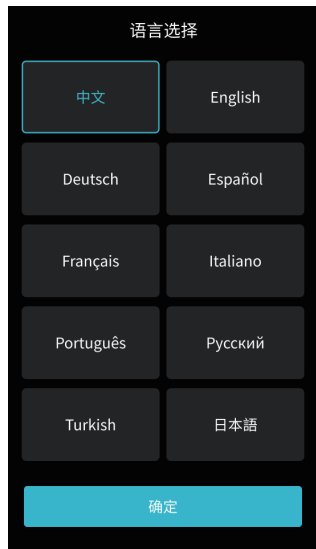 语言选择
中文
English
Deutsch
Español
Français
Italiano
Português
Русский
Turkish
日本語
确定